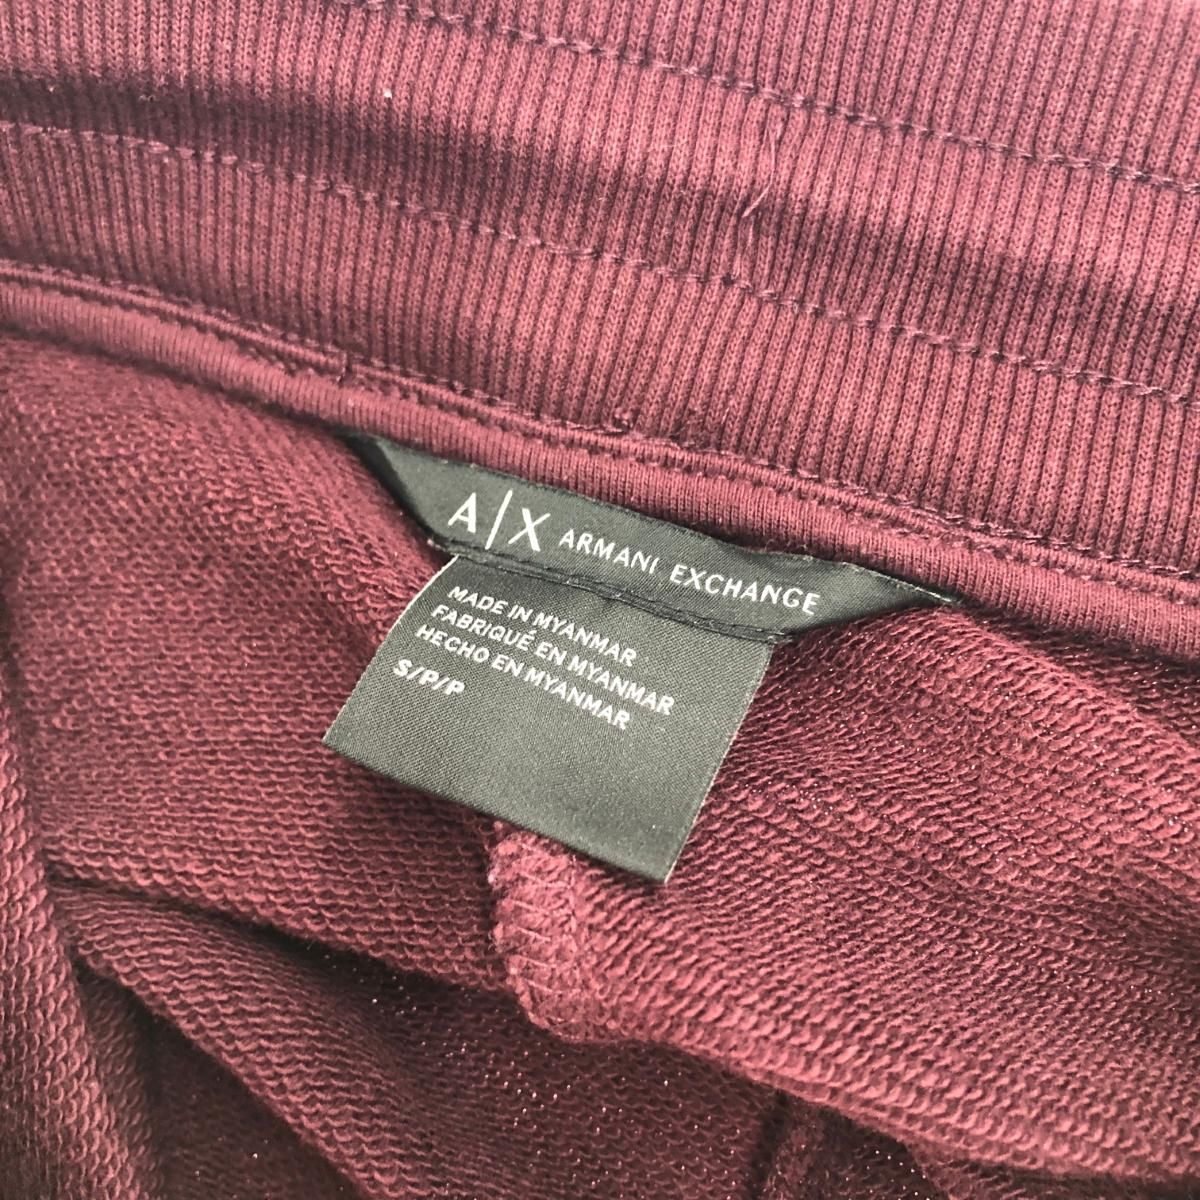 A|X ARMANI EXCHANGE
MADE IN MYANMAR
FABRIQUÉ EN MYANMAR
HECHO EN MYANMAR
S/P/P